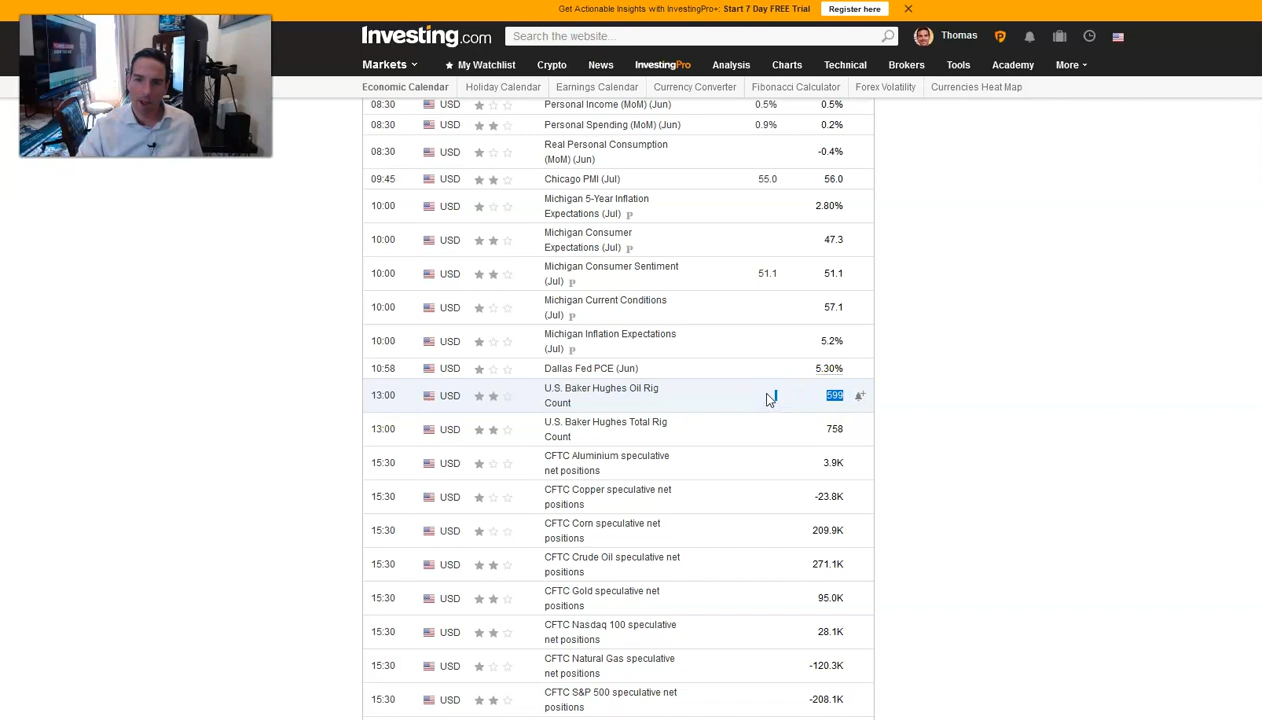 Get Actionable Insights with InvestingPro+: Start 7 Day FREE Trial Register here
Investing.com Search the website... Thomas
Markets My Watchlist Crypto News InvestingPro Analysis Charts Technical Brokers Tools Academy More
Economic Calendar Holiday Calendar Earnings Calendar Currency Converter Fibonacci Calculator Forex Volatility Currencies Heat Map
08:30 USD Personal Income (MoM) (Jun) 0.5% 0.5%
08:30 USD Personal Spending (MoM) (Jun) 0.9% 0.2%
08:30 USD Real Personal Consumption
(MoM) (Jun) -0.4%
09:45 USD Chicago PMI (Jul) 55.0 56.0
10:00 USD Michigan 5-Year Inflation
Expectations (Jul) P 2.80%
10:00 USD Michigan Consumer
Expectations (Jul) P 47.3
10:00 USD Michigan Consumer Sentiment
(Jul) P 51.1 51.1
10:00 USD Michigan Current Conditions
(Jul) P 57.1
10:00 USD Michigan Inflation Expectations
(Jul) P 5.2%
10:58 USD Dallas Fed PCE (Jun) 5.30%
13:00 USD U.S. Baker Hughes Oil Rig
Count 599
13:00 USD U.S. Baker Hughes Total Rig
Count 758
15:30 USD CFTC Aluminium speculative
net positions 3.9K
15:30 USD CFTC Copper speculative net
positions -23.8K
15:30 USD CFTC Corn speculative net
positions 209.9K
15:30 USD CFTC Crude Oil speculative net
positions 271.1K
15:30 USD CFTC Gold speculative net
positions 95.0K
15:30 USD CFTC Nasdaq 100 speculative
net positions 28.1K
15:30 USD CFTC Natural Gas speculative
net positions -120.3K
15:30 USD CFTC S&P 500 speculative net
positions -208.1K